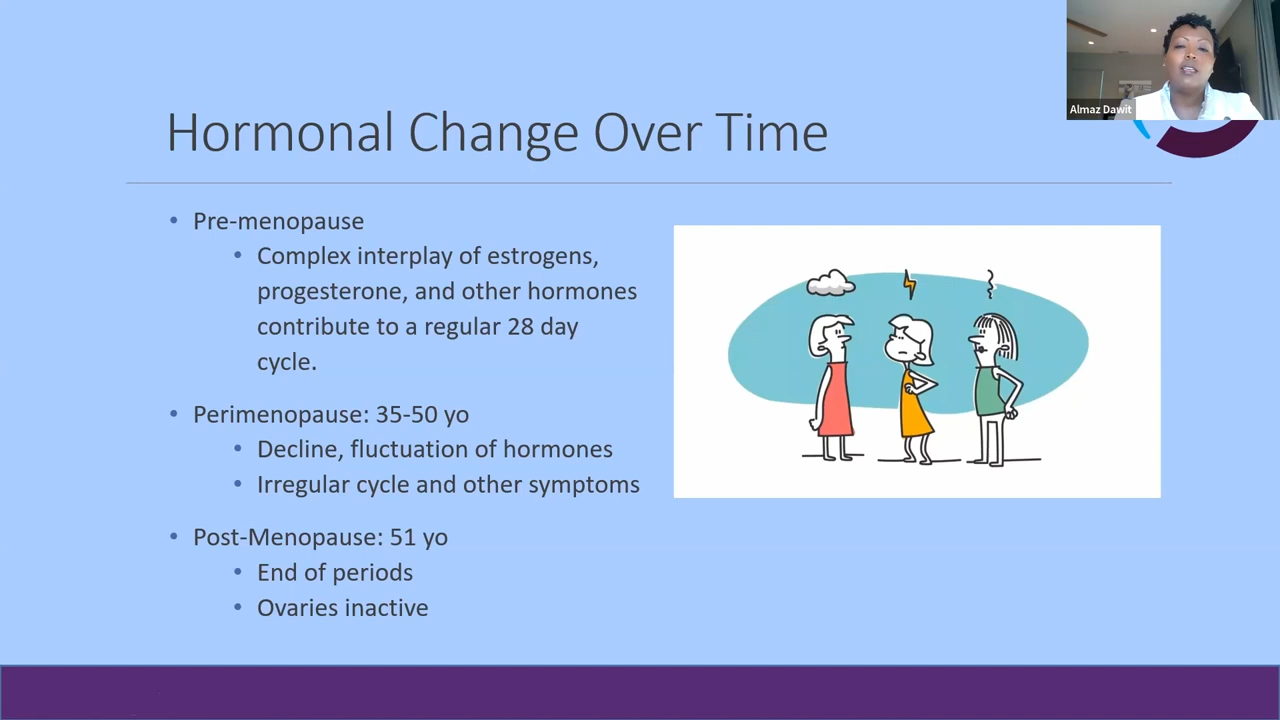 Almaz Dawit
Hormonal Change Over Time
• Pre-menopause
• Complex interplay of estrogens,
progesterone, and other hormones
contribute to a regular 28 day
cycle.
• Perimenopause: 35-50 yo
• Decline, fluctuation of hormones
• Irregular cycle and other symptoms
• Post-Menopause: 51 yo
• End of periods
• Ovaries inactive